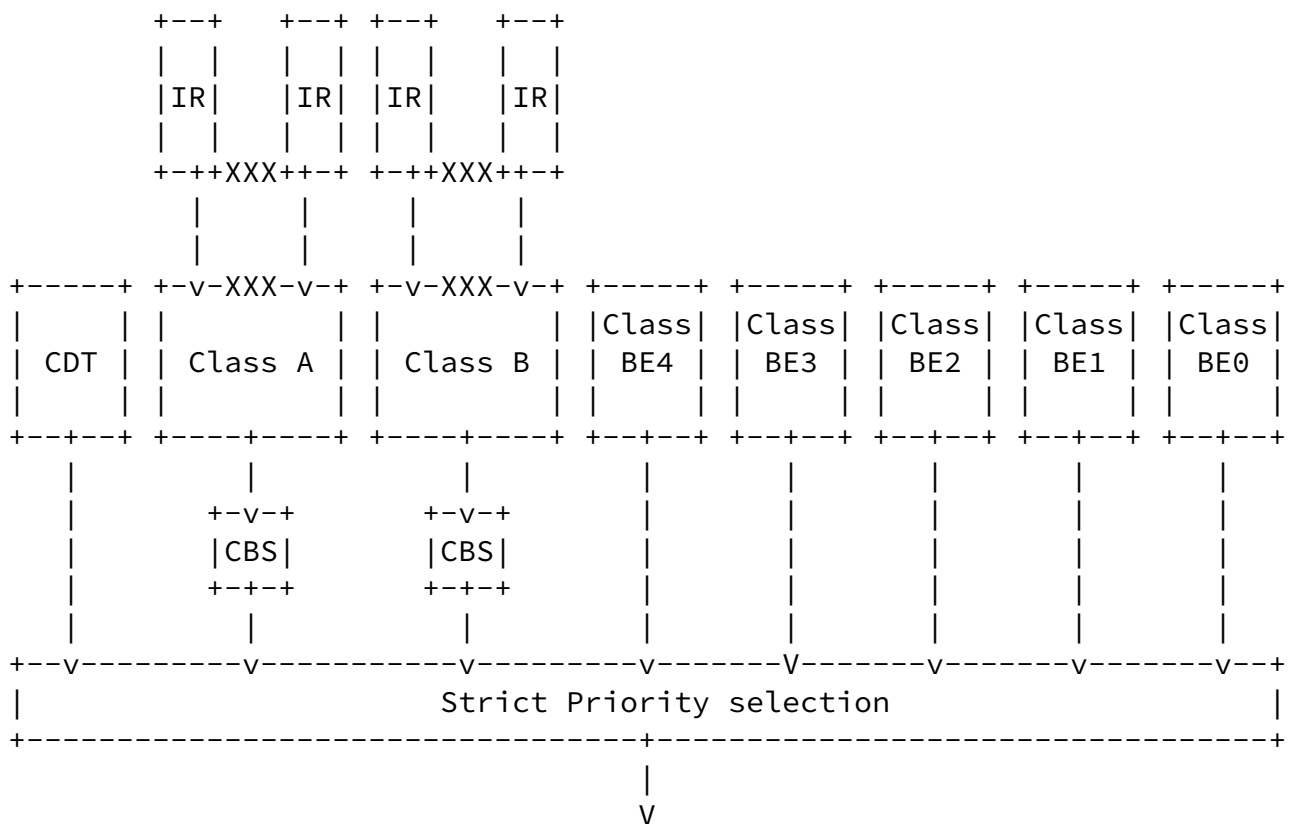 +--+   +--+ +--+   +--+
|  |   |  | |  |   |  |
|IR|   |IR| |IR|   |IR|
|  |   |  | |  |   |  |
+-++XXX++-+ +-++XXX++-+
|     |     |     |
|     |     |     |
+-----+ +-v-XXX-v-+ +-v-XXX-v-+ +-----+ +-----+ +-----+ +-----+ +-----+
|     | |         | |         | |Class| |Class| |Class| |Class| |Class|
| CDT | | Class A | | Class B | | BE4 | | BE3 | | BE2 | | BE1 | | BE0 |
|     | |         | |         | |     | |     | |     | |     | |     |
+--+--+ +----+----+ +----+----+ +--+--+ +--+--+ +--+--+ +--+--+ +--+--+
|         |           |         |       |       |       |       |
|       +-v-+       +-v-+       |       |       |       |       |
|       |CBS|       |CBS|       |       |       |       |       |
|       +-+-+       +-+-+       |       |       |       |       |
|         |           |         |       |       |       |       |
+--v---------v-----------v---------v-------V-------v-------v-------v--+
|                       Strict Priority selection                     |
+----------------------------------+----------------------------------+
|
V